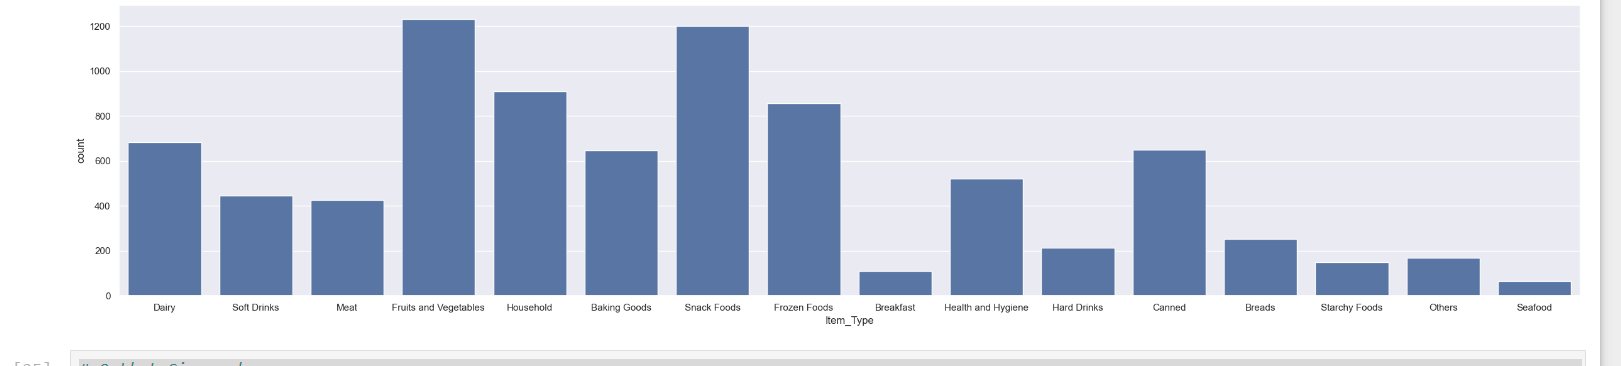 1200
1000
800
600
400
200
0
count
Dairy Soft Drinks Meat Fruits and Vegetables Household Baking Goods Snack Foods Frozen Foods Breakfast Health and Hygiene Hard Drinks Canned Breads Starchy Foods Others Seafood
Item_Type